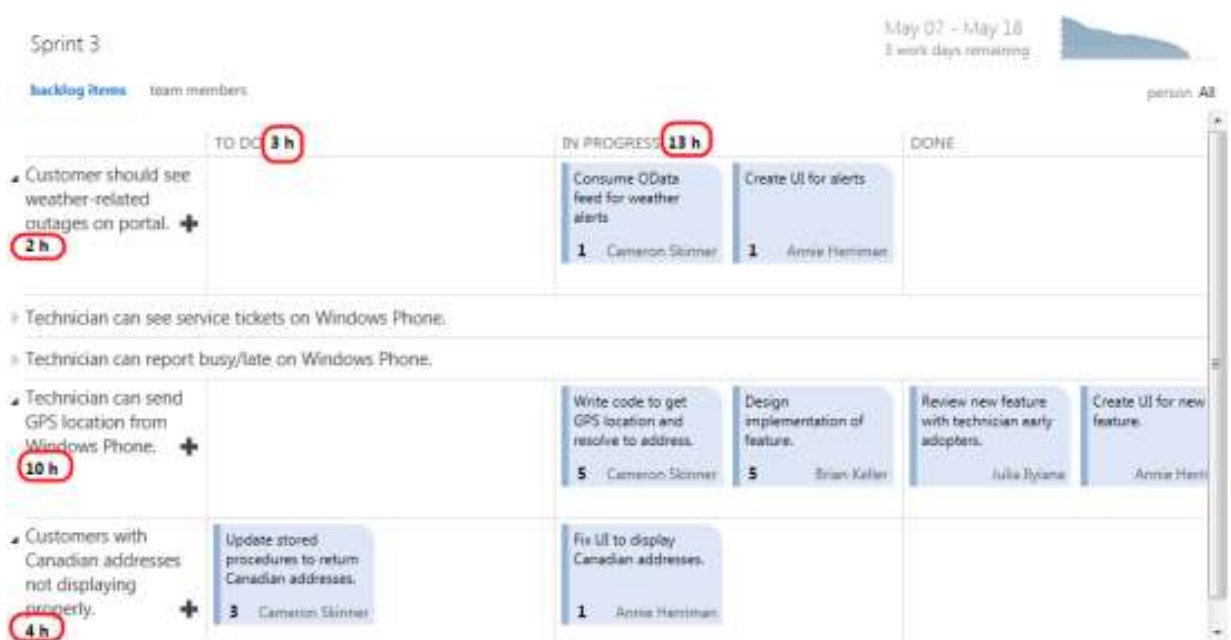 Sprint 3
May 07 - May 18
3 work days remaining
backlog items team members
person All
TO DO 3 h
IN PROGRESS 13 h
DONE
Customer should see
weather-related
outages on portal.
2 h
Consume OData
feed for weather
alerts
1 Cameron Skinner
Create UI for alerts
1 Annie Herriman
Technician can see service tickets on Windows Phone.
Technician can report busy/late on Windows Phone.
Technician can send
GPS location from
Windows Phone.
10 h
Write code to get
GPS location and
resolve to address.
5 Cameron Skinner
Design
implementation of
feature.
5 Brian Keller
Review new feature
with technician early
adopters.
Julia Ilyiana
Create UI for new
feature.
Annie Herri
Customers with
Canadian addresses
not displaying
properly.
4 h
Update stored
procedures to return
Canadian addresses.
3 Cameron Skinner
Fix UI to display
Canadian addresses.
1 Annie Herriman